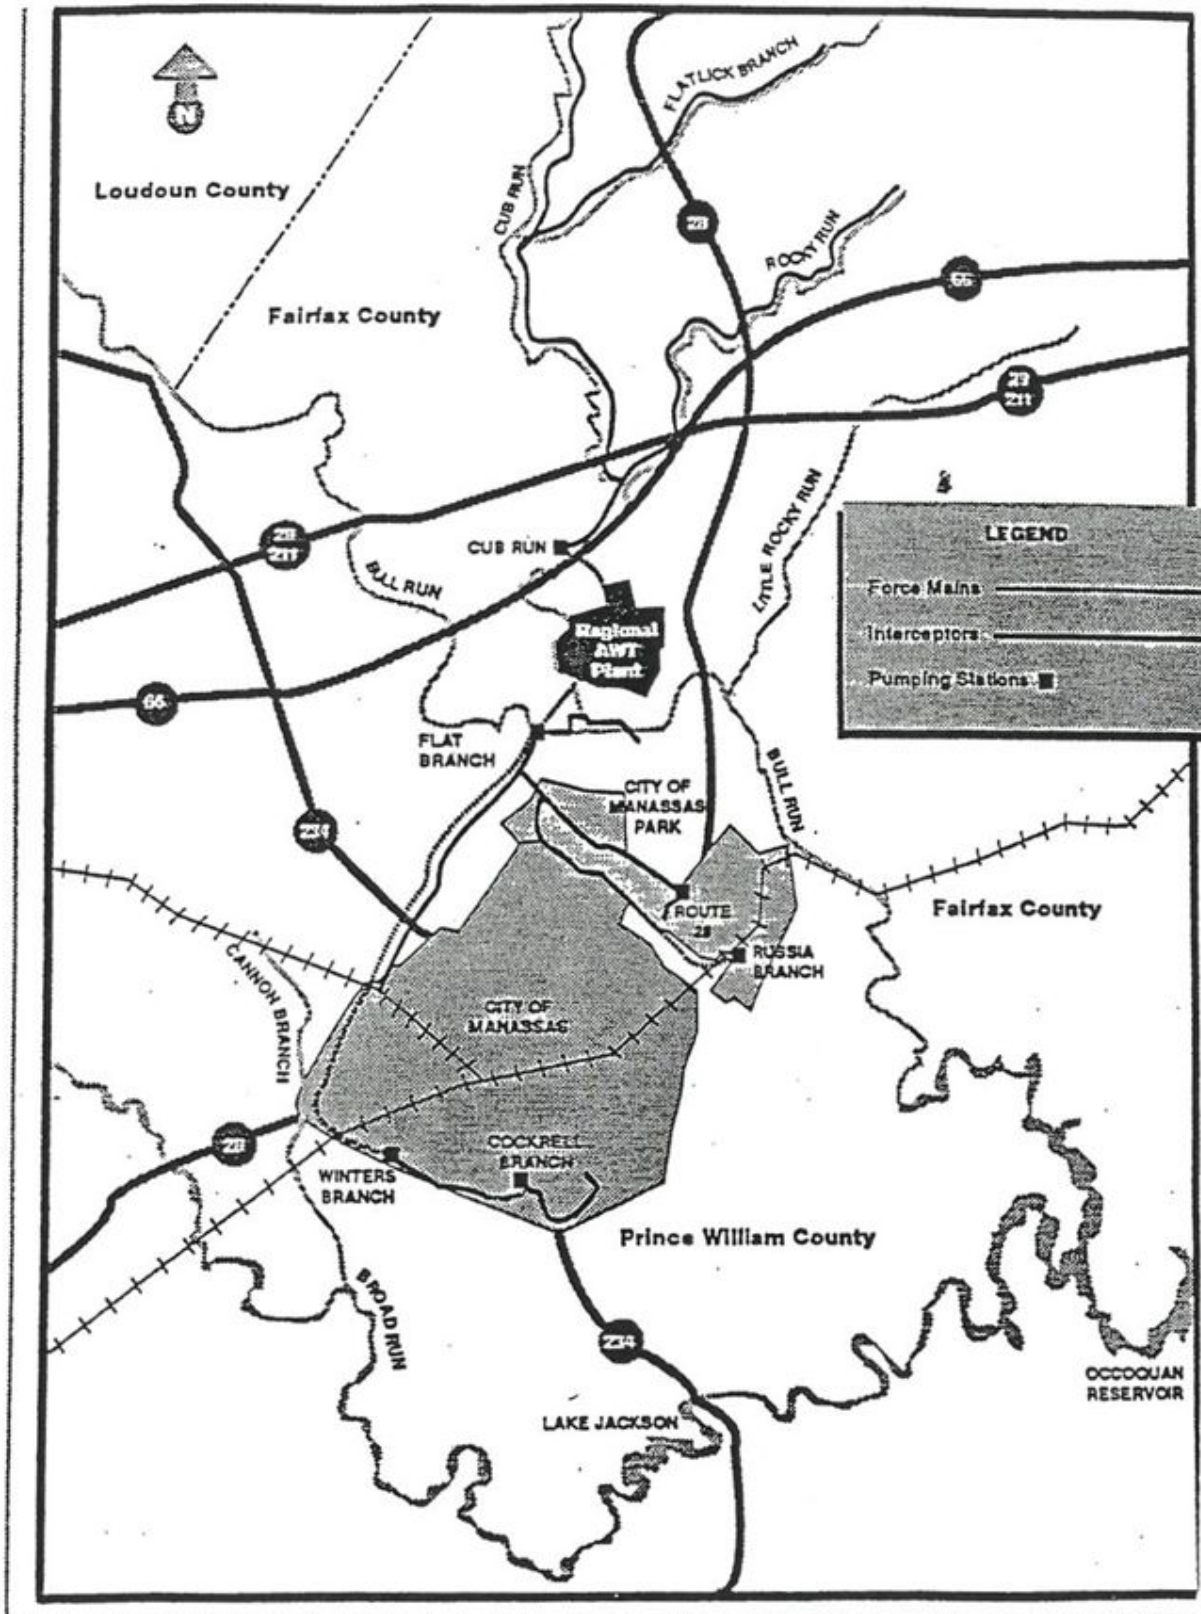 N
FLATLICK BRANCH
Loudoun County
CUB RUN
28
ROCKY RUN
66
Fairfax County
29
211
LITTLE ROCKY RUN
LEGEND
Force Mains
Interceptors
Pumping Stations
CUB RUN
BULL RUN
211
Regional
AWT
Plant
66
FLAT
BRANCH
BULL RUN
CITY OF
MANASSAS
PARK
234
ROUTE
28
Fairfax County
RUSSIA
BRANCH
CANNON BRANCH
CITY OF
MANASSAS
28
COCKRELL
BRANCH
WINTERS
BRANCH
Prince William County
BROAD RUN
234
OCCOQUAN
RESERVOIR
LAKE JACKSON